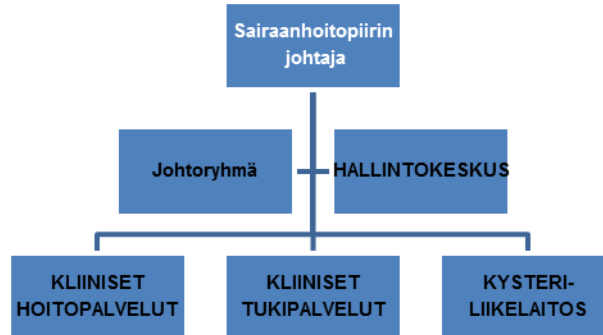 Sairaanhoitopiirin
johtaja
Johtoryhmä
HALLINTOKESKUS
KLIINISET
HOITOPALVELUT
KLIINISET
TUKIPALVELUT
KYSTERI-
LIIKELAITOS